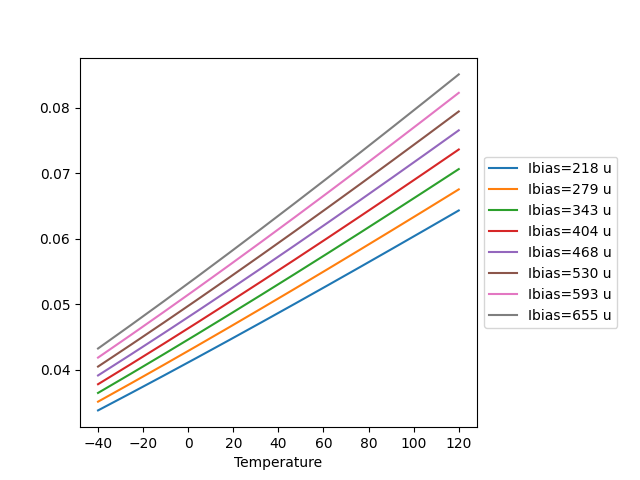 0.08
0.07
0.06
0.05
0.04
−40 −20 0 20 40 60 80 100 120
Temperature
Ibias=218 u
Ibias=279 u
Ibias=343 u
Ibias=404 u
Ibias=468 u
Ibias=530 u
Ibias=593 u
Ibias=655 u